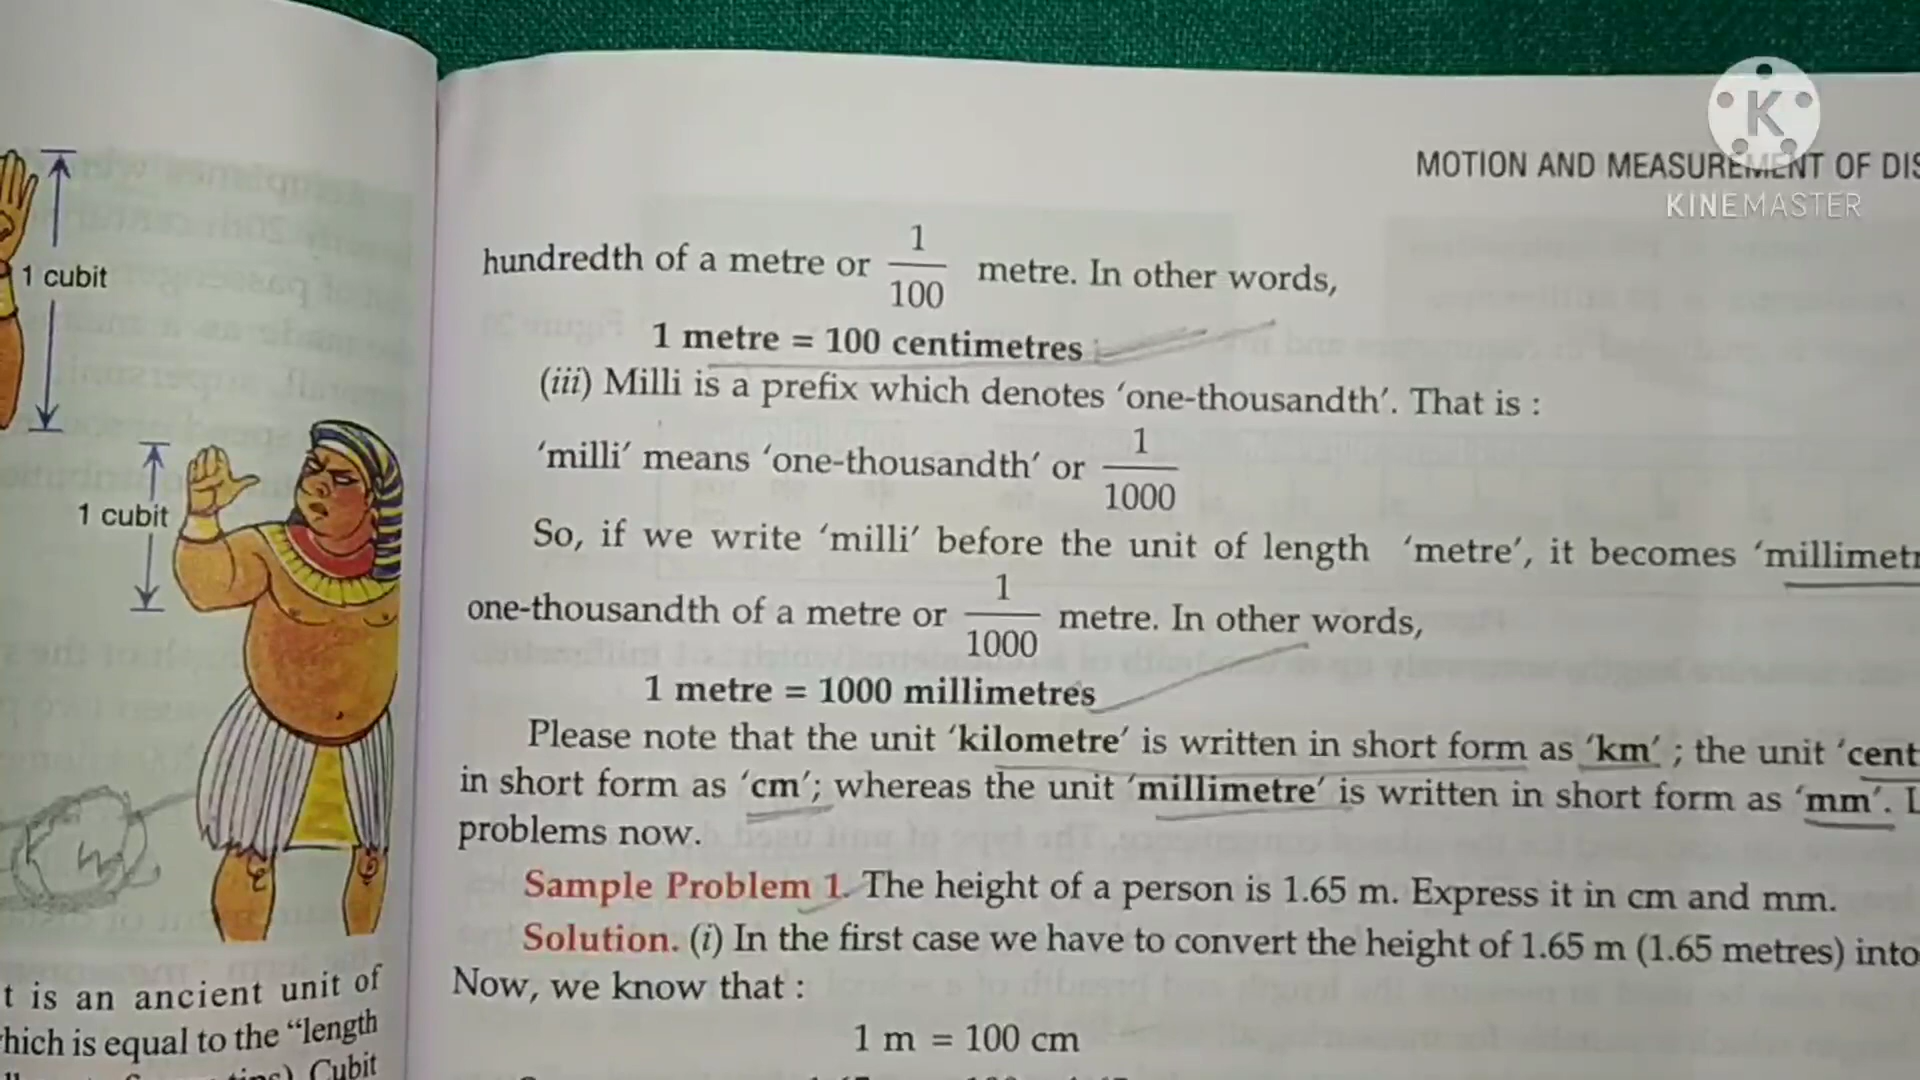 1 cubit
1 cubit
t is an ancient unit of
hich is equal to the “length
Cubit
MOTION AND MEASUREMENT OF DIS
KINEMASTER
hundredth of a metre or 1/100 metre. In other words,
1 metre = 100 centimetres
(iii) Milli is a prefix which denotes ‘one-thousandth’. That is :
‘milli’ means ‘one-thousandth’ or 1/1000
So, if we write ‘milli’ before the unit of length ‘metre’, it becomes ‘millimetr
one-thousandth of a metre or 1/1000 metre. In other words,
1 metre = 1000 millimetres
Please note that the unit ‘kilometre’ is written in short form as ‘km’ ; the unit ‘cent
in short form as ‘cm’; whereas the unit ‘millimetre’ is written in short form as ‘mm’. L
problems now.
Sample Problem 1. The height of a person is 1.65 m. Express it in cm and mm.
Solution. (i) In the first case we have to convert the height of 1.65 m (1.65 metres) into
Now, we know that :
1 m = 100 cm